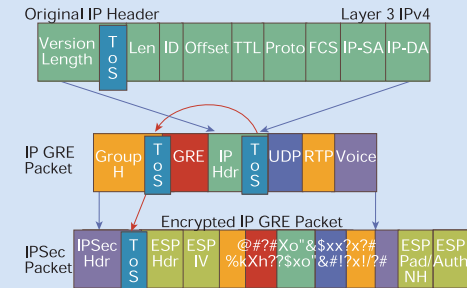 Original IP Header
Layer 3 IPv4
Version Length
ToS
Len
ID
Offset
TTL
Proto
FCS
IP-SA
IP-DA
IP GRE Packet
Group H
ToS
GRE
IP Hdr
ToS
UDP
RTP
Voice
Encrypted IP GRE Packet
IPSec Packet
IPSec Hdr
ToS
ESP Hdr
ESP IV
@#?#Xo"&$xx?x?#
%kXh??$xo"&#!?x!/?#
ESP Pad/NH
ESP Auth